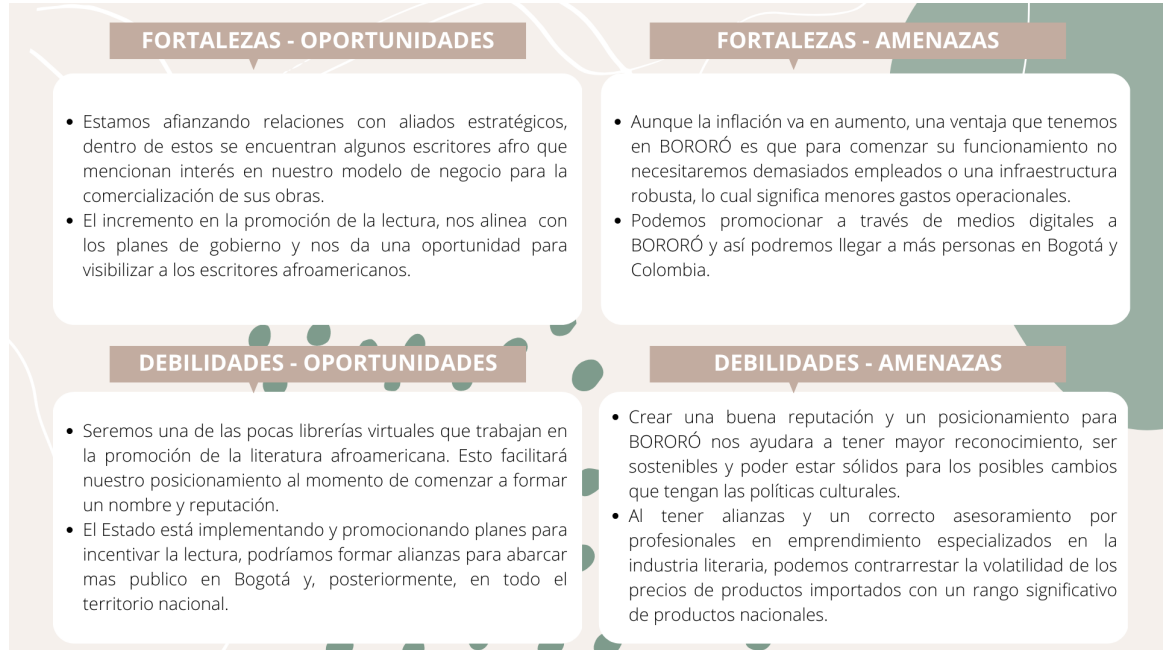 FORTALEZAS - OPORTUNIDADES
• Estamos afianzando relaciones con aliados estratégicos,
dentro de estos se encuentran algunos escritores afro que
mencionan interés en nuestro modelo de negocio para la
comercialización de sus obras.
• El incremento en la promoción de la lectura, nos alinea con
los planes de gobierno y nos da una oportunidad para
visibilizar a los escritores afroamericanos.
FORTALEZAS - AMENAZAS
• Aunque la inflación va en aumento, una ventaja que tenemos
en BORORÓ es que para comenzar su funcionamiento no
necesitaremos demasiados empleados o una infraestructura
robusta, lo cual significa menores gastos operacionales.
• Podemos promocionar a través de medios digitales a
BORORÓ y así podremos llegar a más personas en Bogotá y
Colombia.
DEBILIDADES - OPORTUNIDADES
• Seremos una de las pocas librerías virtuales que trabajan en
la promoción de la literatura afroamericana. Esto facilitará
nuestro posicionamiento al momento de comenzar a formar
un nombre y reputación.
• El Estado está implementando y promocionando planes para
incentivar la lectura, podríamos formar alianzas para abarcar
mas publico en Bogotá y, posteriormente, en todo el
territorio nacional.
DEBILIDADES - AMENAZAS
• Crear una buena reputación y un posicionamiento para
BORORÓ nos ayudara a tener mayor reconocimiento, ser
sostenibles y poder estar sólidos para los posibles cambios
que tengan las políticas culturales.
• Al tener alianzas y un correcto asesoramiento por
profesionales en emprendimiento especializados en la
industria literaria, podemos contrarrestar la volatilidad de los
precios de productos importados con un rango significativo
de productos nacionales.